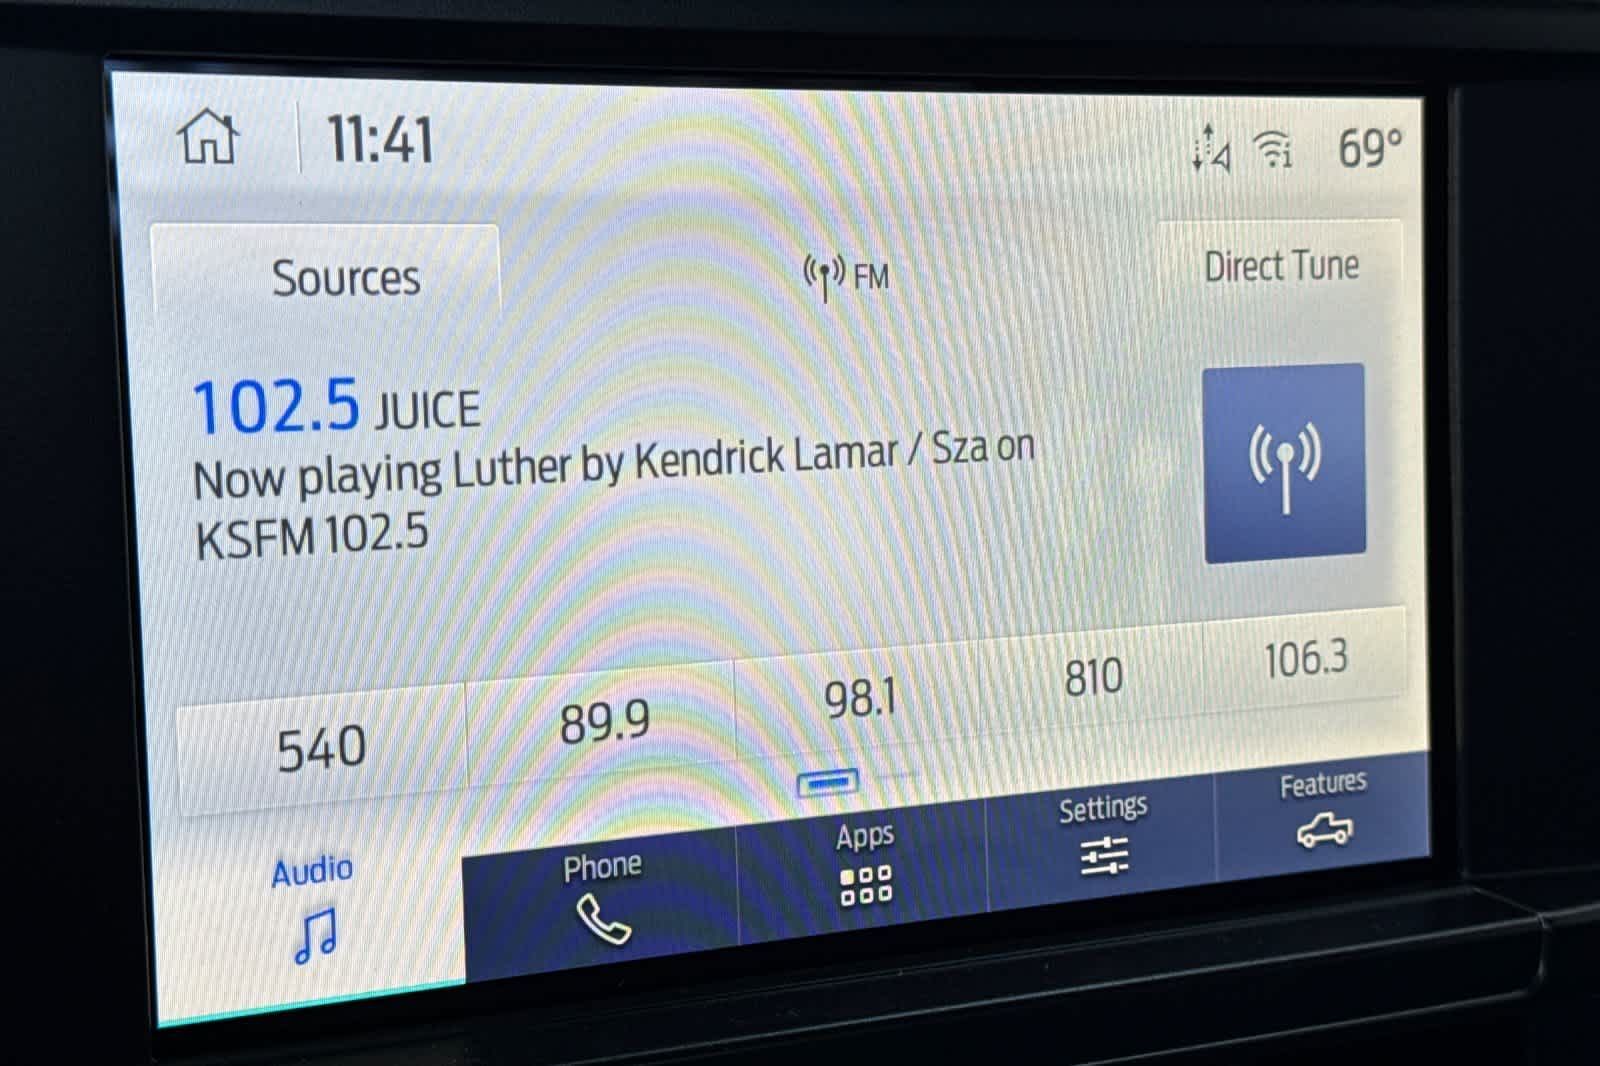 11:41
69°
Sources
FM
Direct Tune
102.5 JUICE
Now playing Luther by Kendrick Lamar / Sza on
KSFM 102.5
540
89.9
98.1
810
106.3
Audio
Phone
Apps
Settings
Features